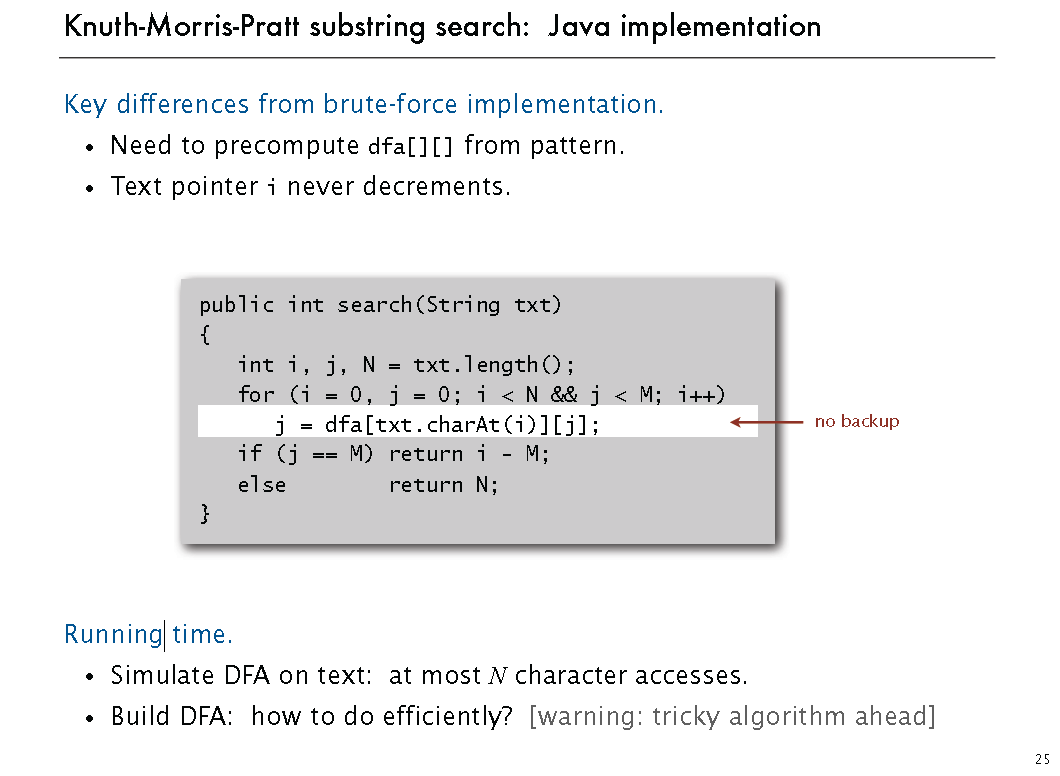 Knuth-Morris-Pratt substring search: Java implementation
Key differences from brute-force implementation.
• Need to precompute dfa[][] from pattern.
• Text pointer i never decrements.
public int search(String txt)
{
   int i, j, N = txt.length();
   for (i = 0, j = 0; i < N && j < M; i++)
      j = dfa[txt.charAt(i)][j];
no backup
   if (j == M) return i - M;
   else        return N;
}
Running time.
• Simulate DFA on text: at most N character accesses.
• Build DFA: how to do efficiently? [warning: tricky algorithm ahead]
25